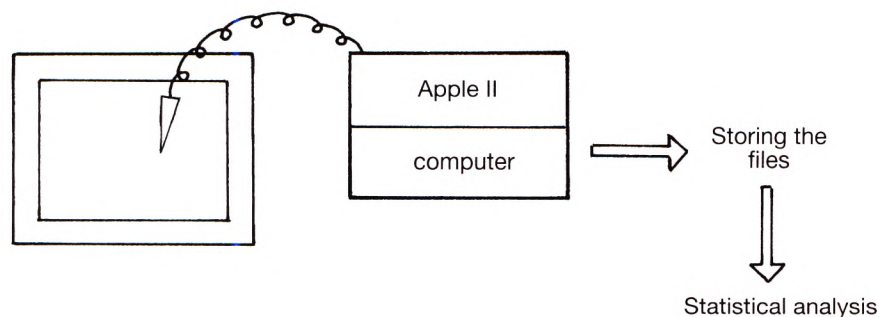 Apple II
computer
Storing the
files
Statistical analysis